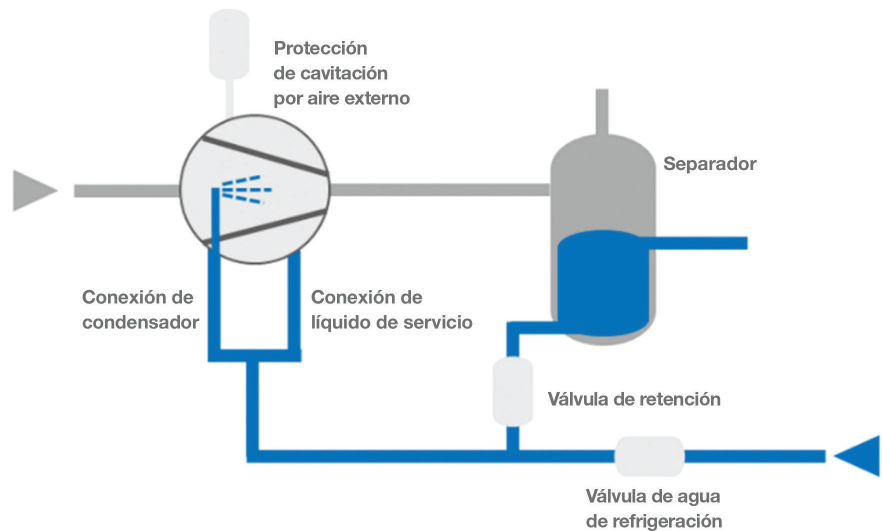 Protección
de cavitación
por aire externo
Separador
Conexión de
condensador
Conexión de
líquido de servicio
Válvula de retención
Válvula de agua
de refrigeración